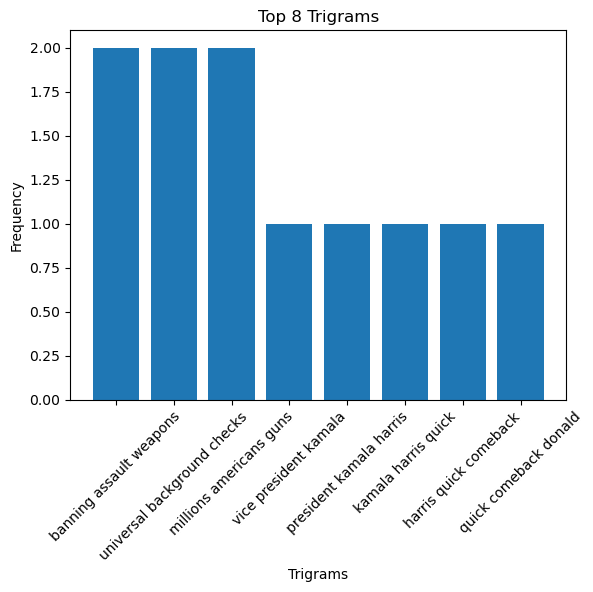 Top 8 Trigrams
Frequency
2.00
1.75
1.50
1.25
1.00
0.75
0.50
0.25
0.00
banning assault weapons
universal background checks
millions americans guns
vice president kamala
president kamala harris
kamala harris quick
harris quick comeback
quick comeback donald
Trigrams